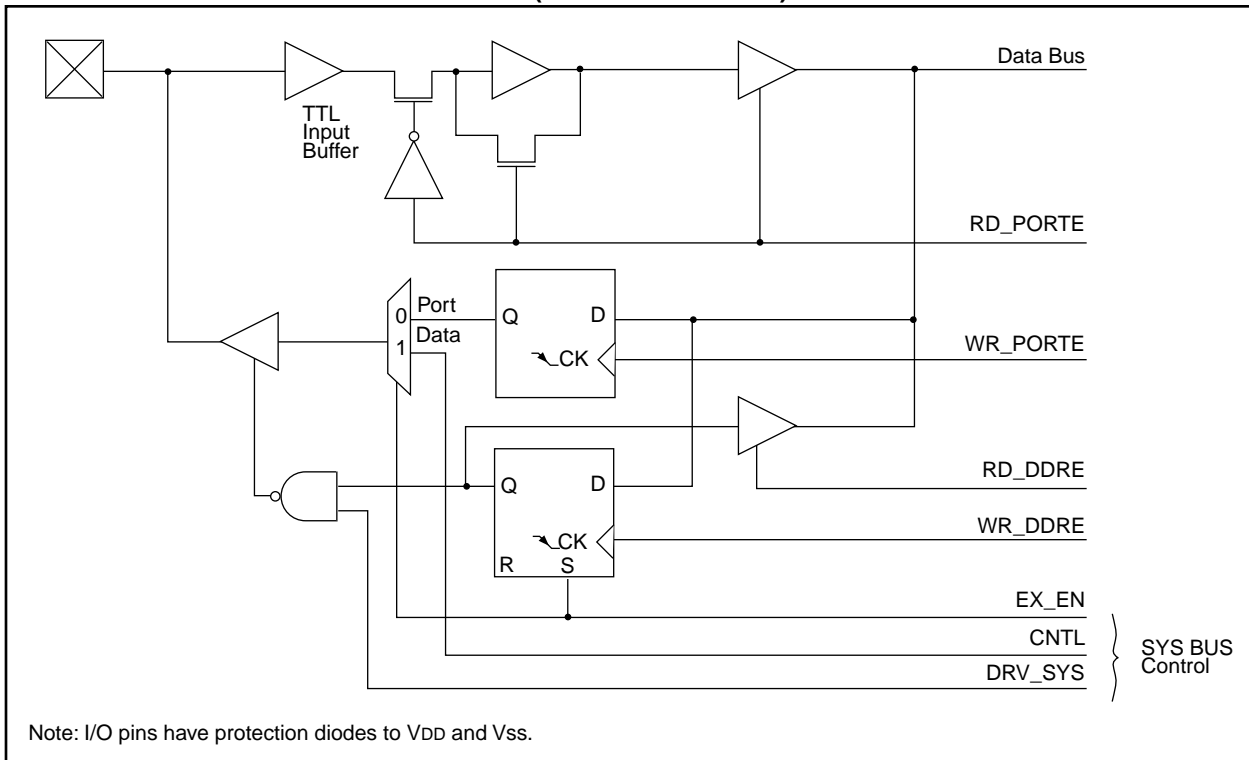 Data Bus
TTL
Input
Buffer
RD_PORTE
Port
0
Data
1
Q
D
CK
WR_PORTE
RD_DDRE
Q
D
CK
WR_DDRE
R
S
EX_EN
CNTL
DRV_SYS
SYS BUS
Control
Note: I/O pins have protection diodes to VDD and Vss.